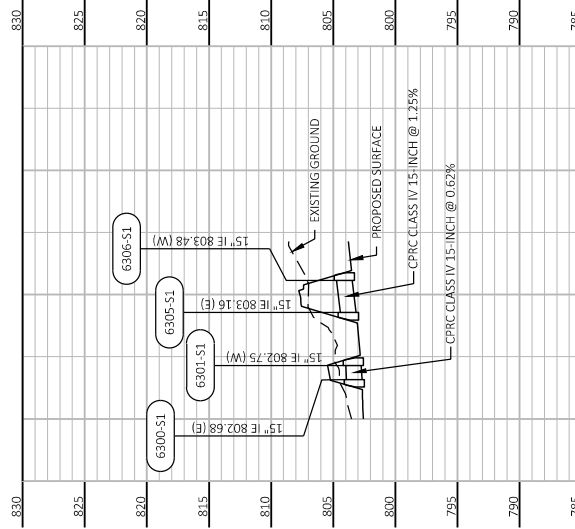 830
825
820
815
810
805
800
795
790
785
6306-S1
15" IE 803.48 (W)
6305-S1
15" IE 803.16 (E)
6301-S1
15" IE 802.75 (W)
6300-S1
15" IE 802.68 (E)
EXISTING GROUND
PROPOSED SURFACE
CPRC CLASS IV 15-INCH @ 1.25%
CPRC CLASS IV 15-INCH @ 0.62%
830
825
820
815
810
805
800
795
790